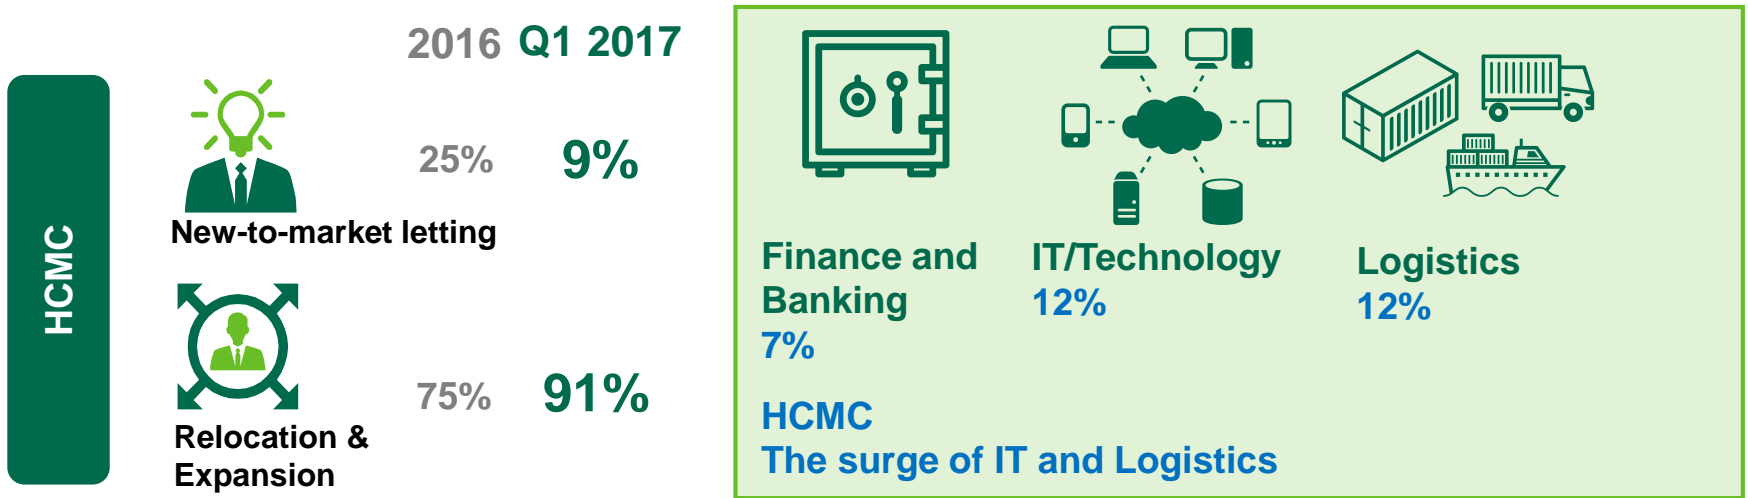 HCMC
2016 Q1 2017
25% 9%
New-to-market letting
75% 91%
Relocation &
Expansion
Finance and
Banking
7%
IT/Technology
12%
Logistics
12%
HCMC
The surge of IT and Logistics